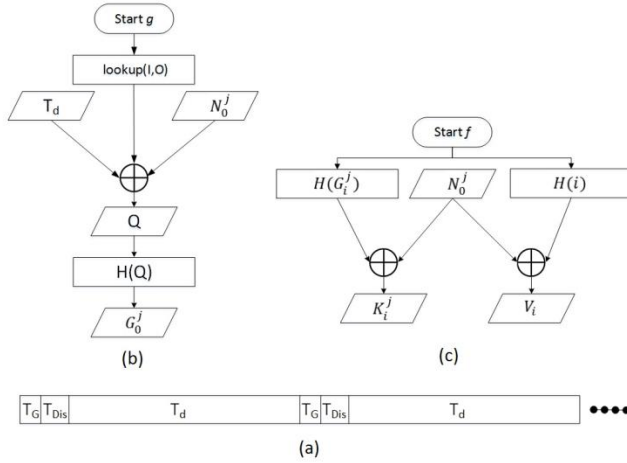 Start g
lookup(I,O)
T_d
N_0^j
Q
H(Q)
G_0^j
(b)
Start f
H(G_i^j)
N_0^j
H(i)
K_i^j
V_i
(c)
T_G T_Dis T_d T_G T_Dis T_d
(a)